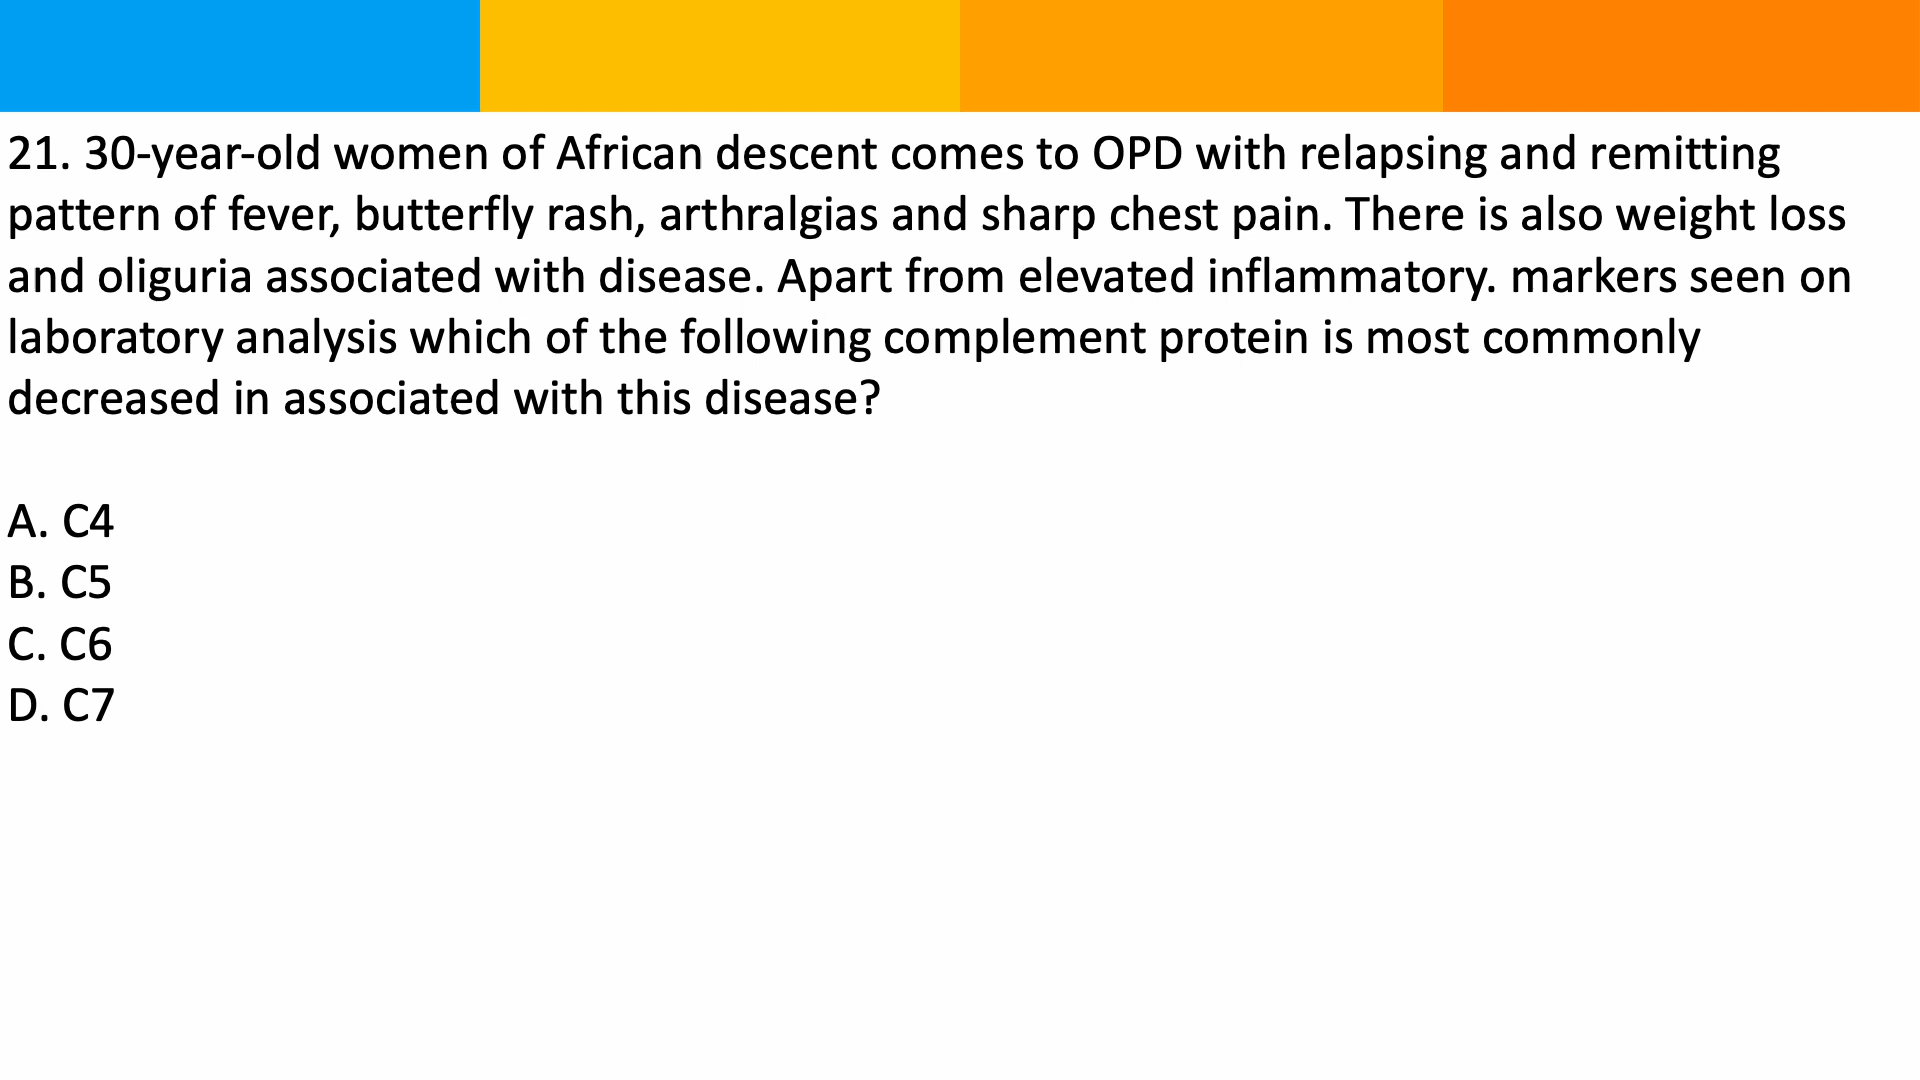 21. 30-year-old women of African descent comes to OPD with relapsing and remitting
pattern of fever, butterfly rash, arthralgias and sharp chest pain. There is also weight loss
and oliguria associated with disease. Apart from elevated inflammatory. markers seen on
laboratory analysis which of the following complement protein is most commonly
decreased in associated with this disease?
A. C4
B. C5
C. C6
D. C7